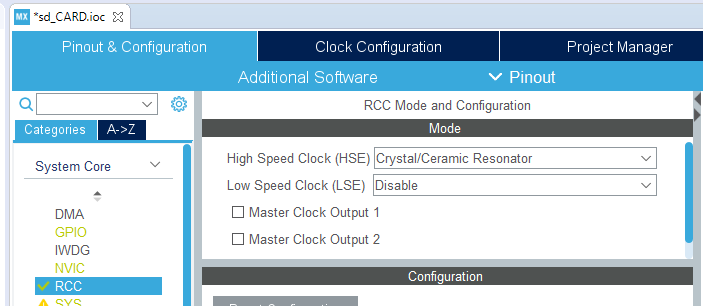 MX *sd_CARD.ioc
Pinout & Configuration Clock Configuration Project Manager
Additional Software Pinout
RCC Mode and Configuration
Categories A->Z
Mode
System Core
High Speed Clock (HSE) Crystal/Ceramic Resonator
Low Speed Clock (LSE) Disable
Master Clock Output 1
Master Clock Output 2
DMA
GPIO
IWDG
NVIC
RCC
SYS
Configuration